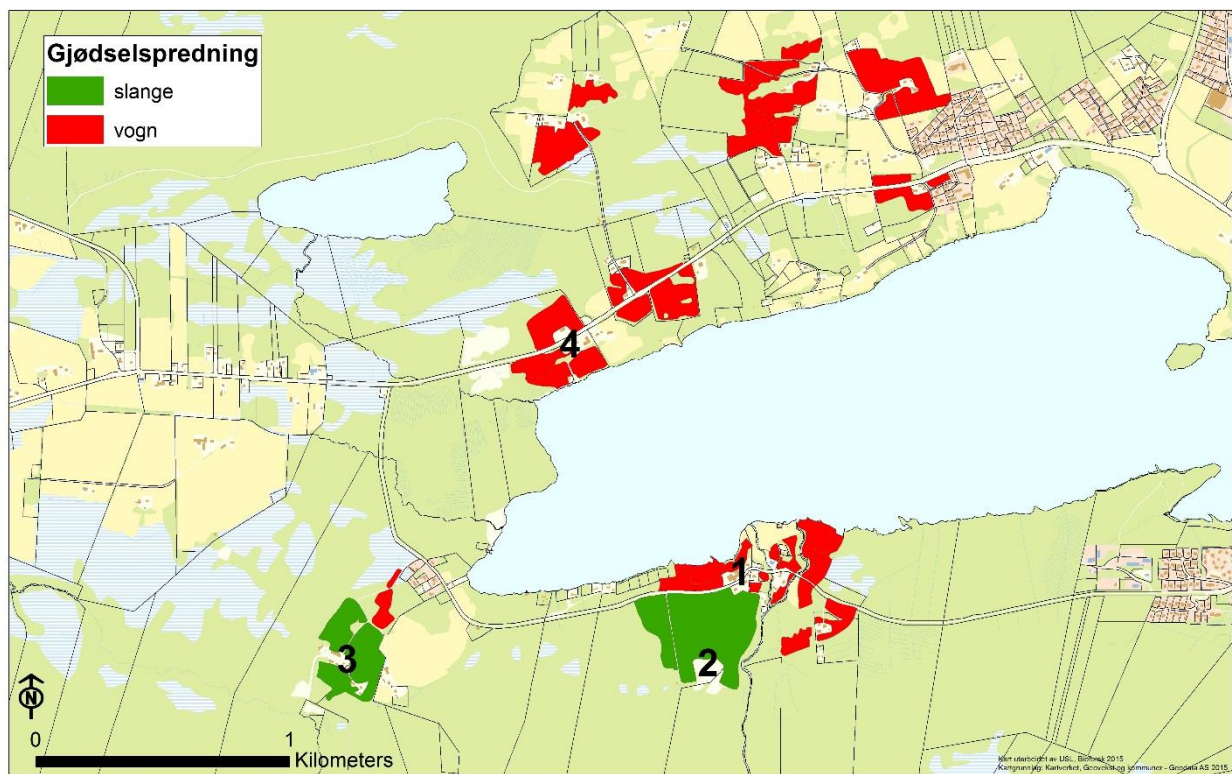 Gjødselspredning
slange
vogn
4
1
2
3
N
0 1
Kilometers
Kart utarbeidet av USL, Bioforsk 2015
Kartgrunnlag: Kartverket, Geovekst og kommuner - Geodata AS 2015